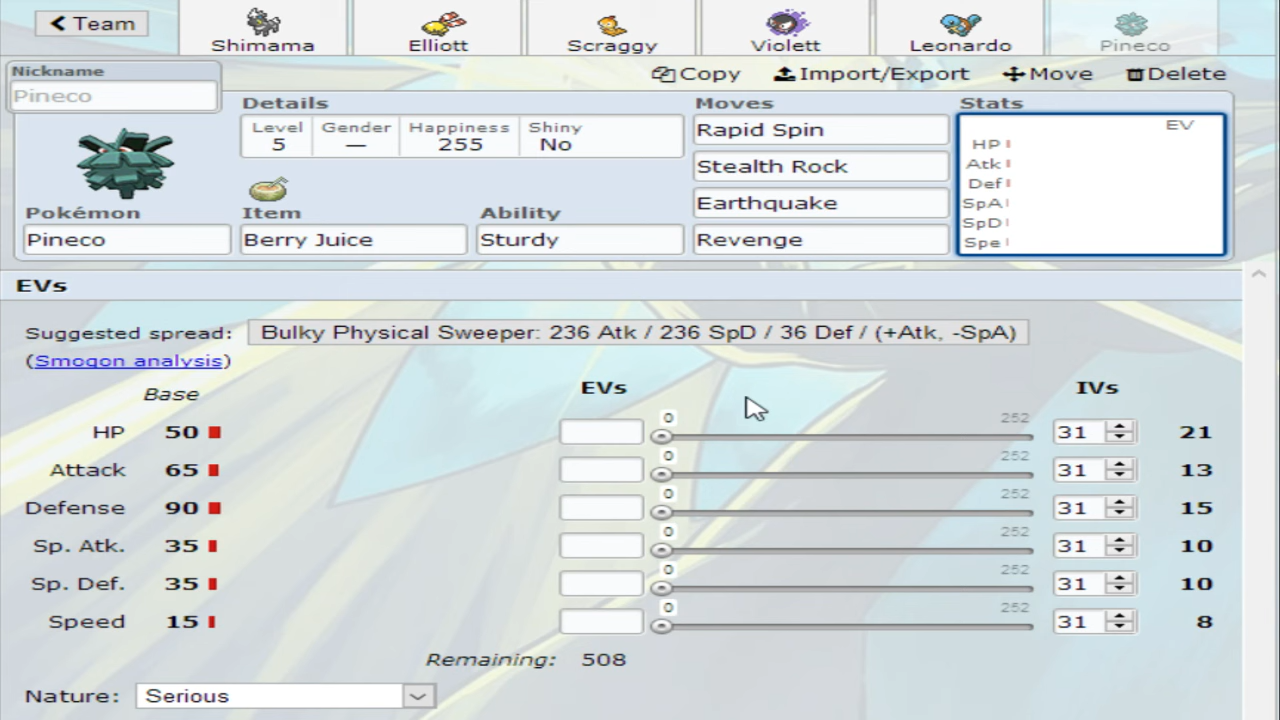 Team
Shimama
Elliott
Scraggy
Violett
Leonardo
Pineco
Copy Import/Export Move Delete
Nickname
Pineco
Details
Level Gender Happiness Shiny
5 — 255 No
Pokémon
Pineco
Item
Berry Juice
Ability
Sturdy
Moves
Rapid Spin
Stealth Rock
Earthquake
Revenge
Stats
EV
HP
Atk
Def
SpA
SpD
Spe
EVs
Suggested spread: Bulky Physical Sweeper: 236 Atk / 236 SpD / 36 Def / (+Atk, -SpA)
(Smogon analysis)
Base EVs IVs
HP 50 0 252 31 21
Attack 65 0 252 31 13
Defense 90 0 252 31 15
Sp. Atk. 35 0 252 31 10
Sp. Def. 35 0 252 31 10
Speed 15 0 252 31 8
Remaining: 508
Nature: Serious